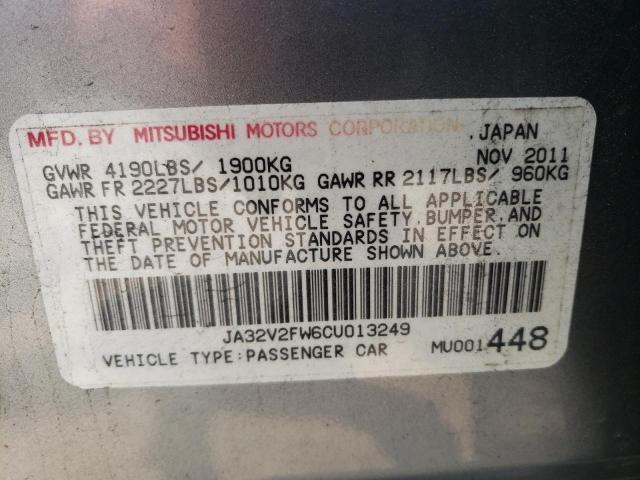 MFD. BY MITSUBISHI MOTORS CORPORATION, JAPAN
GVWR 4190LBS/ 1900KG NOV 2011
GAWR FR 2227LBS/1010KG GAWR RR 2117LBS/ 960KG
THIS VEHICLE CONFORMS TO ALL APPLICABLE
FEDERAL MOTOR VEHICLE SAFETY, BUMPER, AND
THEFT PREVENTION STANDARDS IN EFFECT ON
THE DATE OF MANUFACTURE SHOWN ABOVE.
JA32V2FW6CU013249
VEHICLE TYPE: PASSENGER CAR MU001448